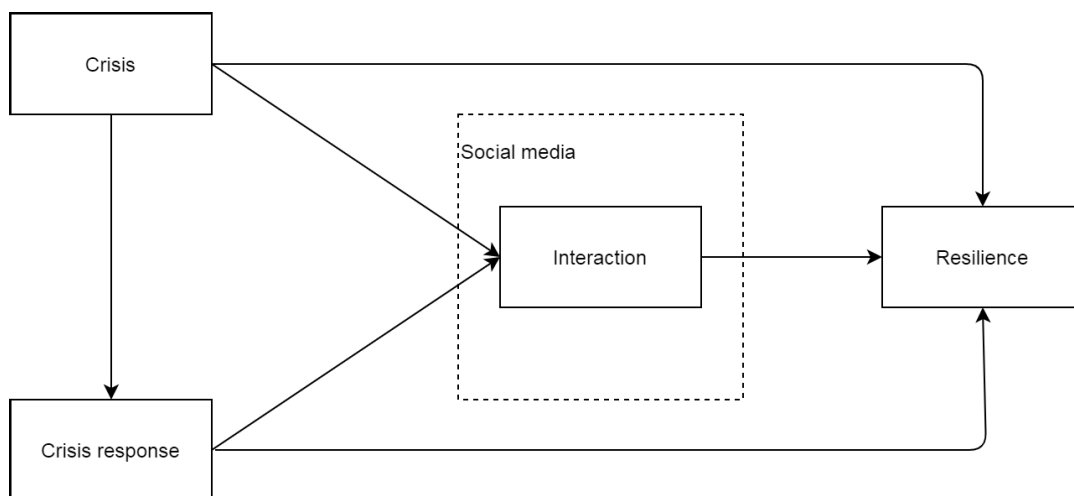 Crisis
Social media
Interaction
Resilience
Crisis response